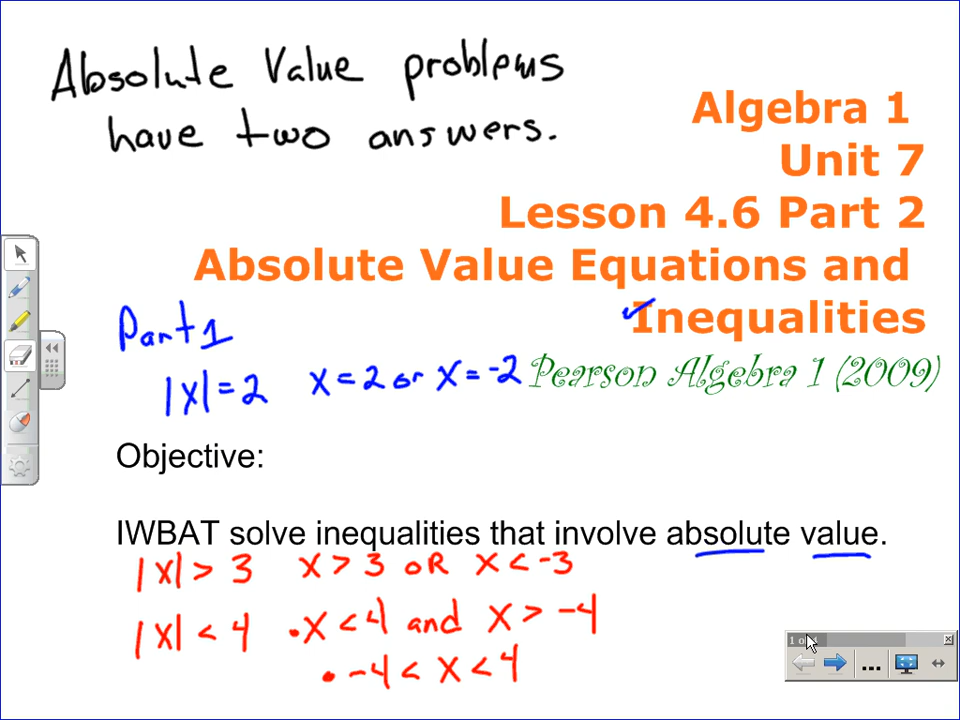 Absolute Value problems
have two answers.
Algebra 1
Unit 7
Lesson 4.6 Part 2
Absolute Value Equations and
Inequalities
Part 1
|x| = 2 x = 2 or x = -2
Pearson Algebra 1 (2009)
Objective:
IWBAT solve inequalities that involve absolute value.
|x| > 3 x > 3 OR x < -3
|x| < 4 • x < 4 and x > -4
• -4 < x < 4